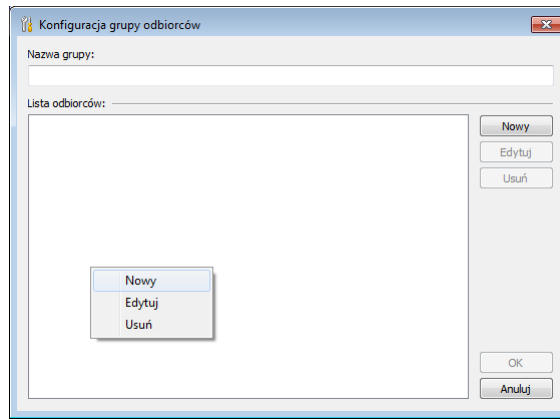 Konfiguracja grupy odbiorców
Nazwa grupy:
Lista odbiorców:
Nowy
Edytuj
Usuń
Nowy
Edytuj
Usuń
OK
Anuluj